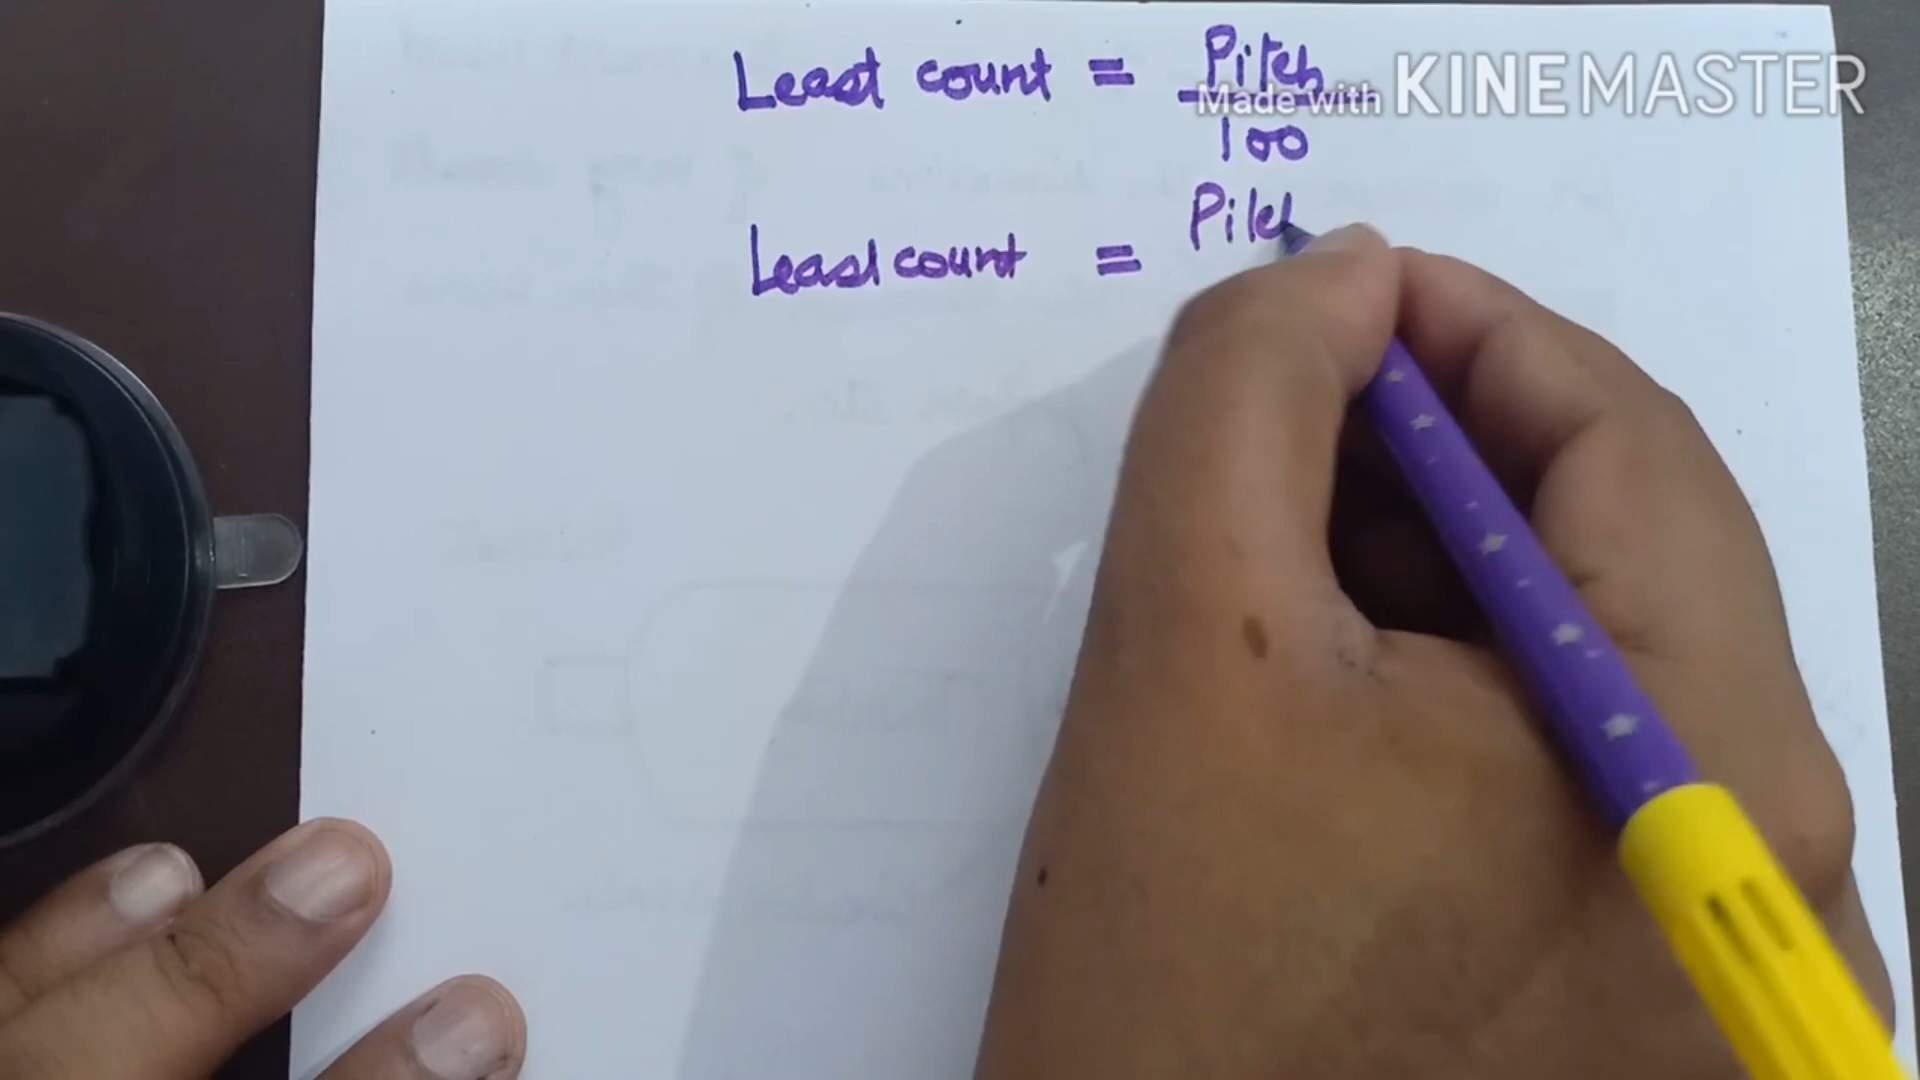 Least count = Pitch
100
Made with KINEMASTER
Least count = Pitch